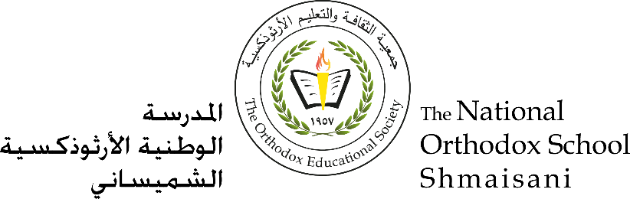 المدرسة
الوطنية الأرثوذكسية
الشميساني
جمعية الثقافة والتعليم الأرثوذكسية
١٩٥٧
The Orthodox Educational Society
The National
Orthodox School
Shmaisani